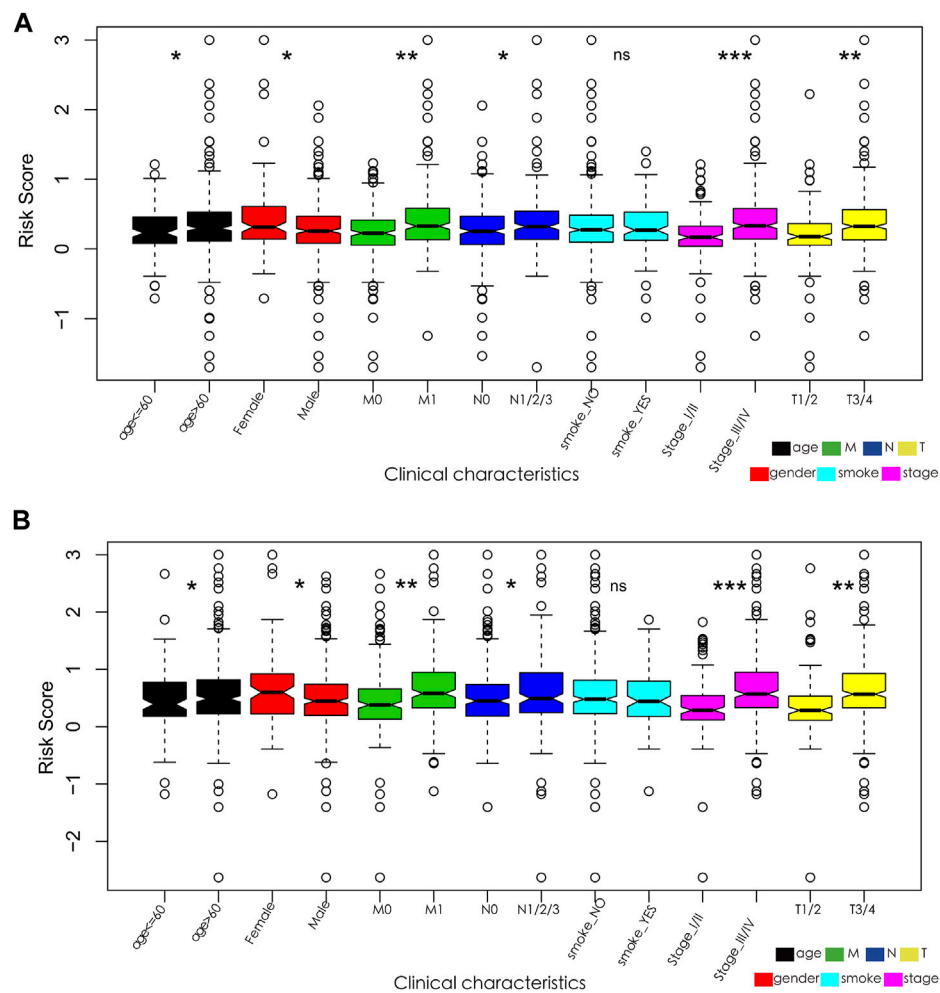 A
3
* * ** * ns *** **
2
1
0
−1
Risk Score
age<=60 age>60 Female Male M0 M1 N0 N1/2/3 smoke_NO smoke_YES Stage_I/II Stage_III/IV T1/2 T3/4
age M N T
Clinical characteristics
gender smoke stage
B
3
* * ** * ns *** **
2
1
0
−1
−2
Risk Score
age<=60 age>60 Female Male M0 M1 N0 N1/2/3 smoke_NO smoke_YES Stage_I/II Stage_III/IV T1/2 T3/4
age M N T
Clinical characteristics
gender smoke stage